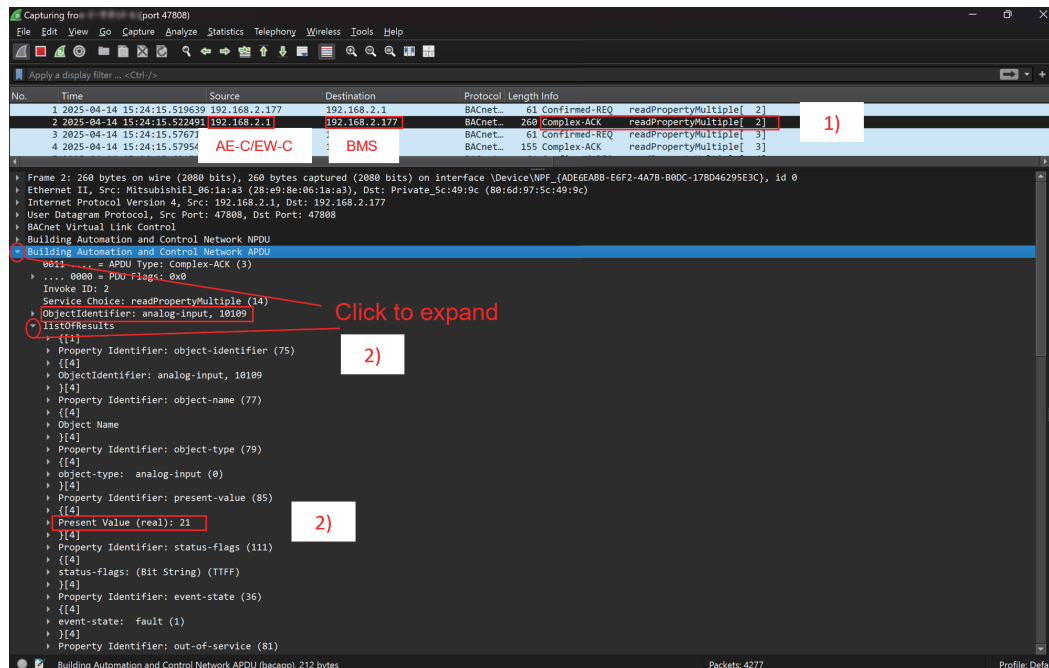 Capturing from (port 47808)
File Edit View Go Capture Analyze Statistics Telephony Wireless Tools Help
Apply a display filter ... <Ctrl-/>
No. Time Source Destination Protocol Length Info
1 2025-04-14 15:24:15.519639 192.168.2.177 192.168.2.1 BACnet… 61 Confirmed-REQ readPropertyMultiple[ 2]
2 2025-04-14 15:24:15.522491 192.168.2.1 192.168.2.177 BACnet… 260 Complex-ACK readPropertyMultiple[ 2]
3 2025-04-14 15:24:15.57671 BACnet… 61 Confirmed-REQ readPropertyMultiple[ 3]
4 2025-04-14 15:24:15.57954 BACnet… 155 Complex-ACK readPropertyMultiple[ 3]
1)
AE-C/EW-C BMS
Frame 2: 260 bytes on wire (2080 bits), 260 bytes captured (2080 bits) on interface \Device\NPF_{ADE6EABB-E6F2-4A7B-B0DC-17BD46295E3C}, id 0
Ethernet II, Src: MitsubishiEl_06:1a:a3 (28:e9:8e:06:1a:a3), Dst: Private_5c:49:9c (80:6d:97:5c:49:9c)
Internet Protocol Version 4, Src: 192.168.2.1, Dst: 192.168.2.177
User Datagram Protocol, Src Port: 47808, Dst Port: 47808
BACnet Virtual Link Control
Building Automation and Control Network NPDU
Building Automation and Control Network APDU
0011 .... = APDU Type: Complex-ACK (3)
.... 0000 = PDU Flags: 0x0
Invoke ID: 2
Service Choice: readPropertyMultiple (14)
ObjectIdentifier: analog-input, 10109
Click to expand
listOfResults
{[1]
Property Identifier: object-identifier (75)
2)
{[4]
ObjectIdentifier: analog-input, 10109
}[4]
Property Identifier: object-name (77)
{[4]
Object Name
}[4]
Property Identifier: object-type (79)
{[4]
object-type: analog-input (0)
}[4]
Property Identifier: present-value (85)
{[4]
Present Value (real): 21
2)
}[4]
Property Identifier: status-flags (111)
{[4]
status-flags: (Bit String) (TTFF)
}[4]
Property Identifier: event-state (36)
{[4]
event-state: fault (1)
}[4]
Property Identifier: out-of-service (81)
Building Automation and Control Network APDU (bacapp), 212 bytes Packets: 4277 Profile: Defa